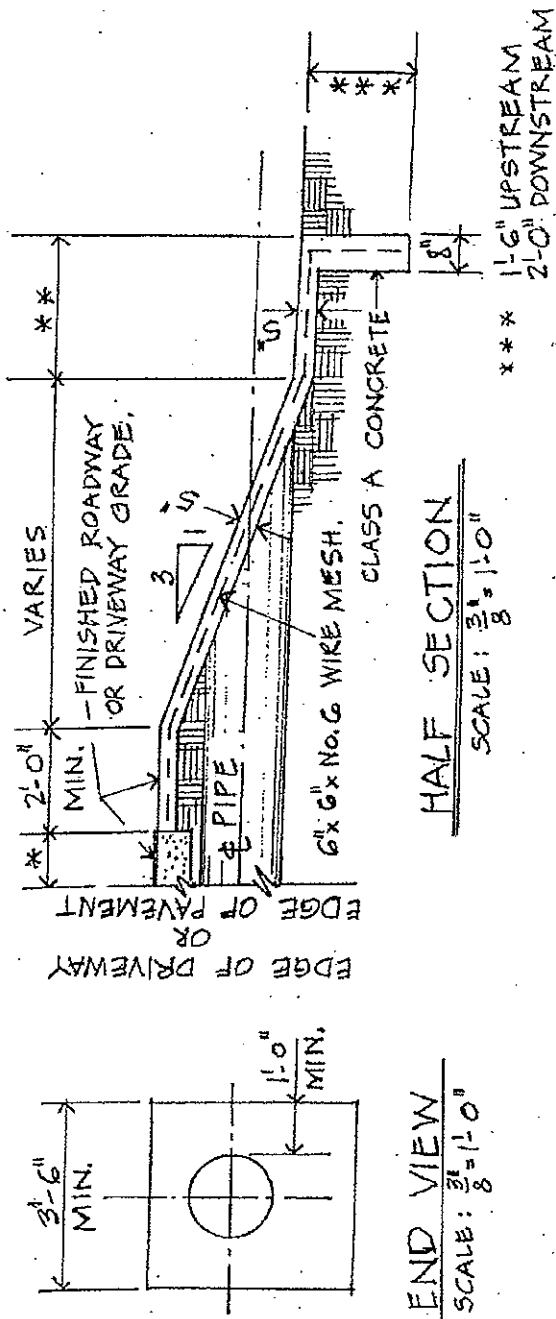 3'-6"
MIN.
1'-0"
MIN.
END VIEW
SCALE: 3/8" = 1'-0"
EDGE OF DRIVEWAY
OR
EDGE OF PAVEMENT
*
2'-0"
MIN.
VARIES
**
FINISHED ROADWAY
OR DRIVEWAY GRADE.
3
1
5"
5"
℄ PIPE
6" x 6" x No. 6 WIRE MESH.
CLASS A CONCRETE
8"
***
HALF SECTION
SCALE: 3/8" = 1'-0"
*** 1'-6" UPSTREAM
2'-0" DOWNSTREAM